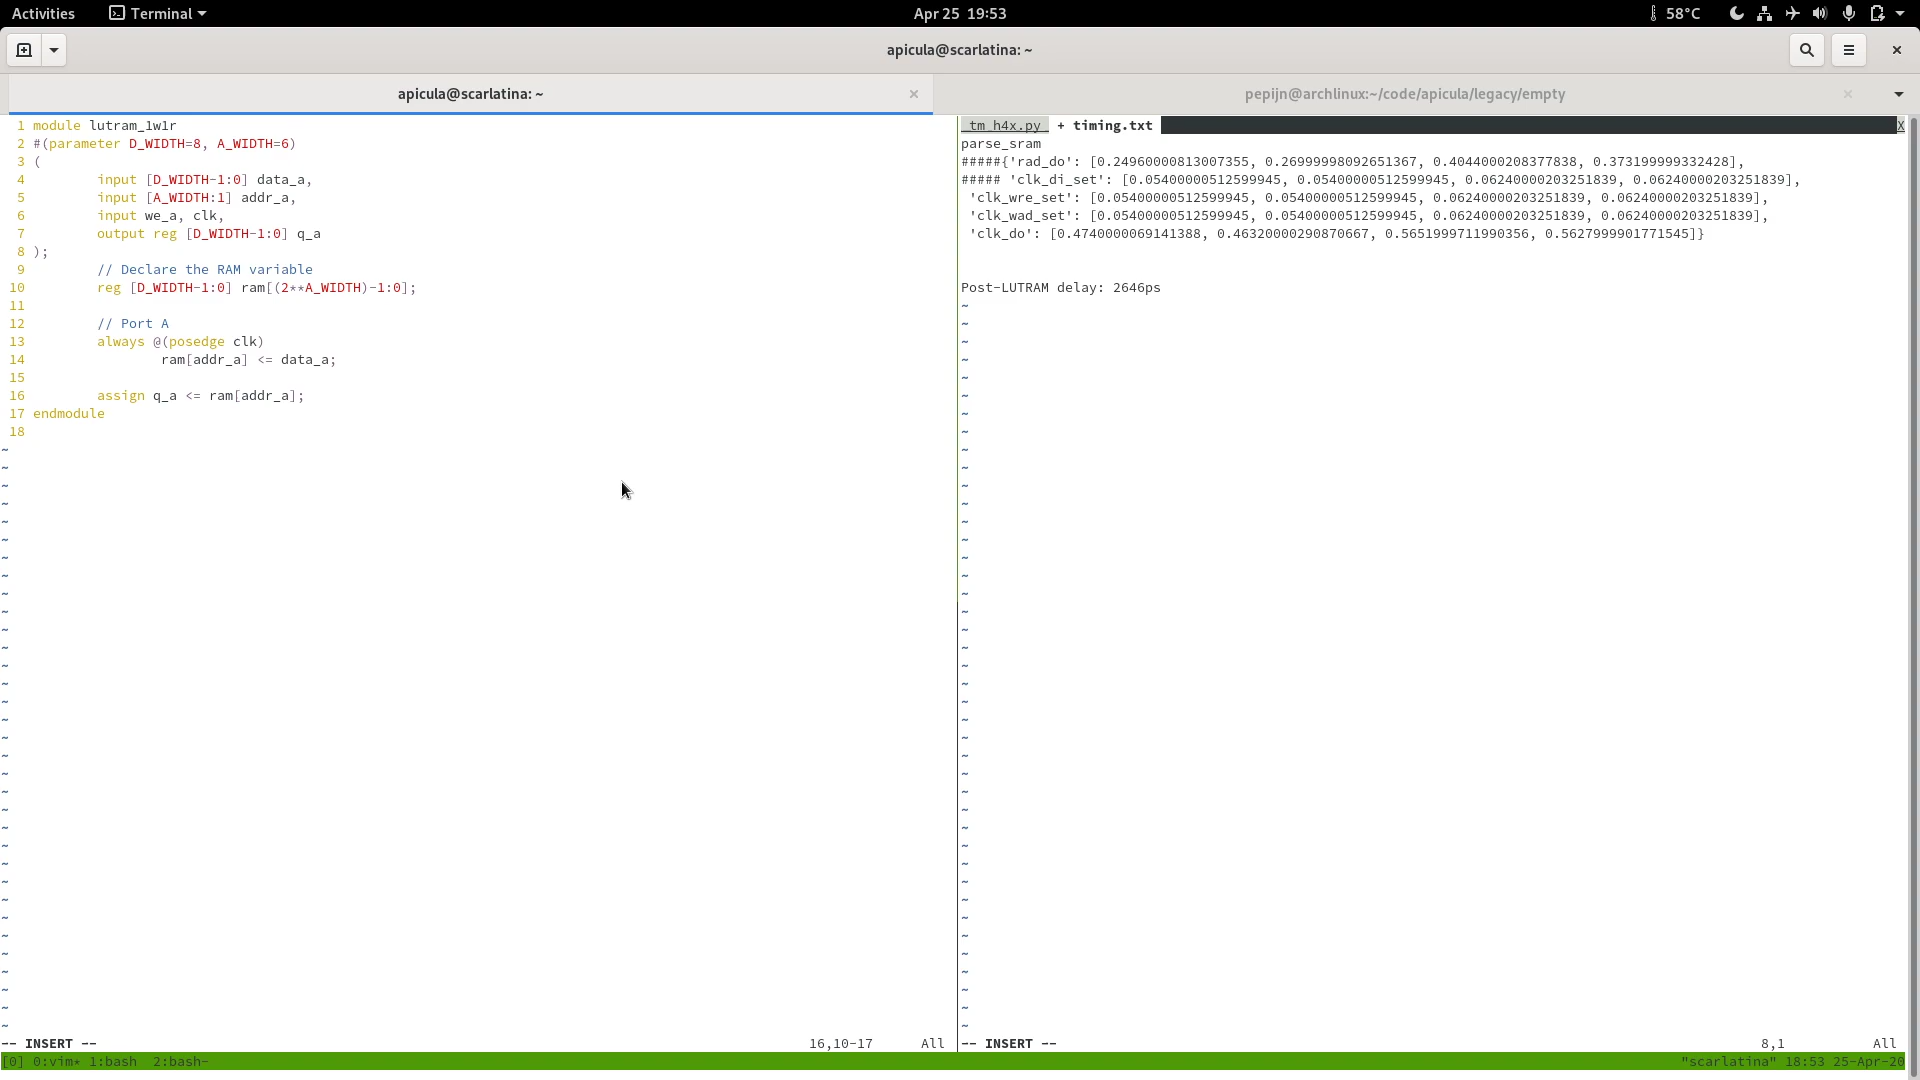 Activities Terminal Apr 25 19:53 58°C
apicula@scarlatina: ~
apicula@scarlatina: ~ × pepijn@archlinux:~/code/apicula/legacy/empty ×
1 module lutram_1w1r
2 #(parameter D_WIDTH=8, A_WIDTH=6)
3 (
4         input [D_WIDTH-1:0] data_a,
5         input [A_WIDTH:1] addr_a,
6         input we_a, clk,
7         output reg [D_WIDTH-1:0] q_a
8 );
9         // Declare the RAM variable
10         reg [D_WIDTH-1:0] ram[(2**A_WIDTH)-1:0];
11
12         // Port A
13         always @(posedge clk)
14                 ram[addr_a] <= data_a;
15
16         assign q_a <= ram[addr_a];
17 endmodule
18
-- INSERT -- 16,10-17 All
tm_h4x.py + timing.txt X
parse_sram
#####{'rad_do': [0.24960000813007355, 0.26999998092651367, 0.4044000208377838, 0.373199999332428],
##### 'clk_di_set': [0.05400000512599945, 0.05400000512599945, 0.06240000203251839, 0.06240000203251839],
 'clk_wre_set': [0.05400000512599945, 0.05400000512599945, 0.06240000203251839, 0.06240000203251839],
 'clk_wad_set': [0.05400000512599945, 0.05400000512599945, 0.06240000203251839, 0.06240000203251839],
 'clk_do': [0.4740000069141388, 0.46320000290870667, 0.5651999711990356, 0.5627999901771545]}
Post-LUTRAM delay: 2646ps
-- INSERT -- 8,1 All
[0] 0:vim* 1:bash  2:bash- "scarlatina" 18:53 25-Apr-20